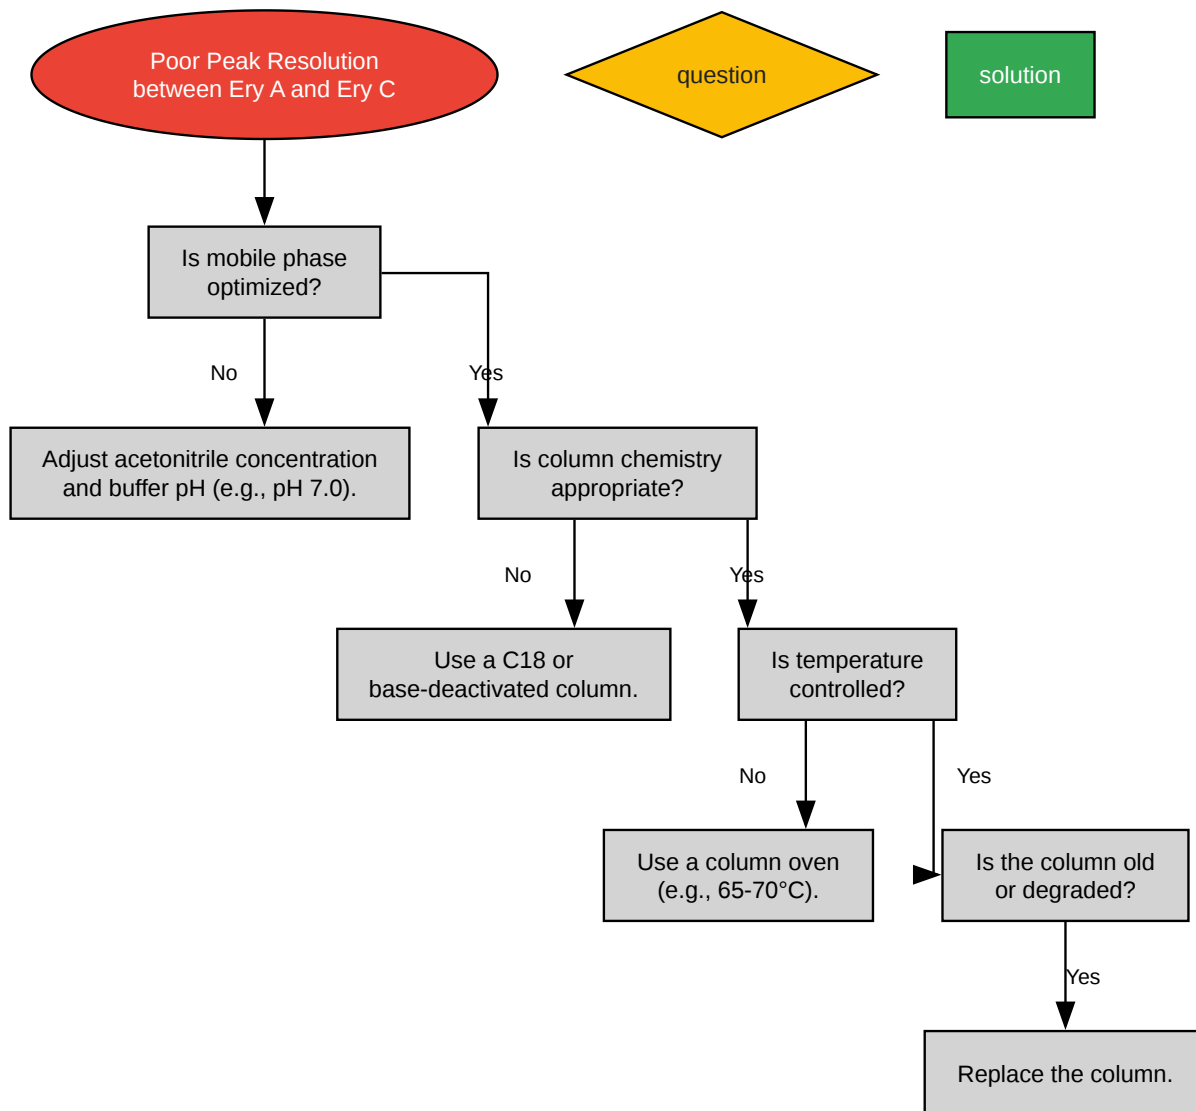 Poor Peak Resolution
between Ery A and Ery C
question
solution
Is mobile phase
optimized?
No
Yes
Adjust acetonitrile concentration
and buffer pH (e.g., pH 7.0).
Is column chemistry
appropriate?
No
Yes
Use a C18 or
base-deactivated column.
Is temperature
controlled?
No
Yes
Use a column oven
(e.g., 65-70°C).
Is the column old
or degraded?
Yes
Replace the column.